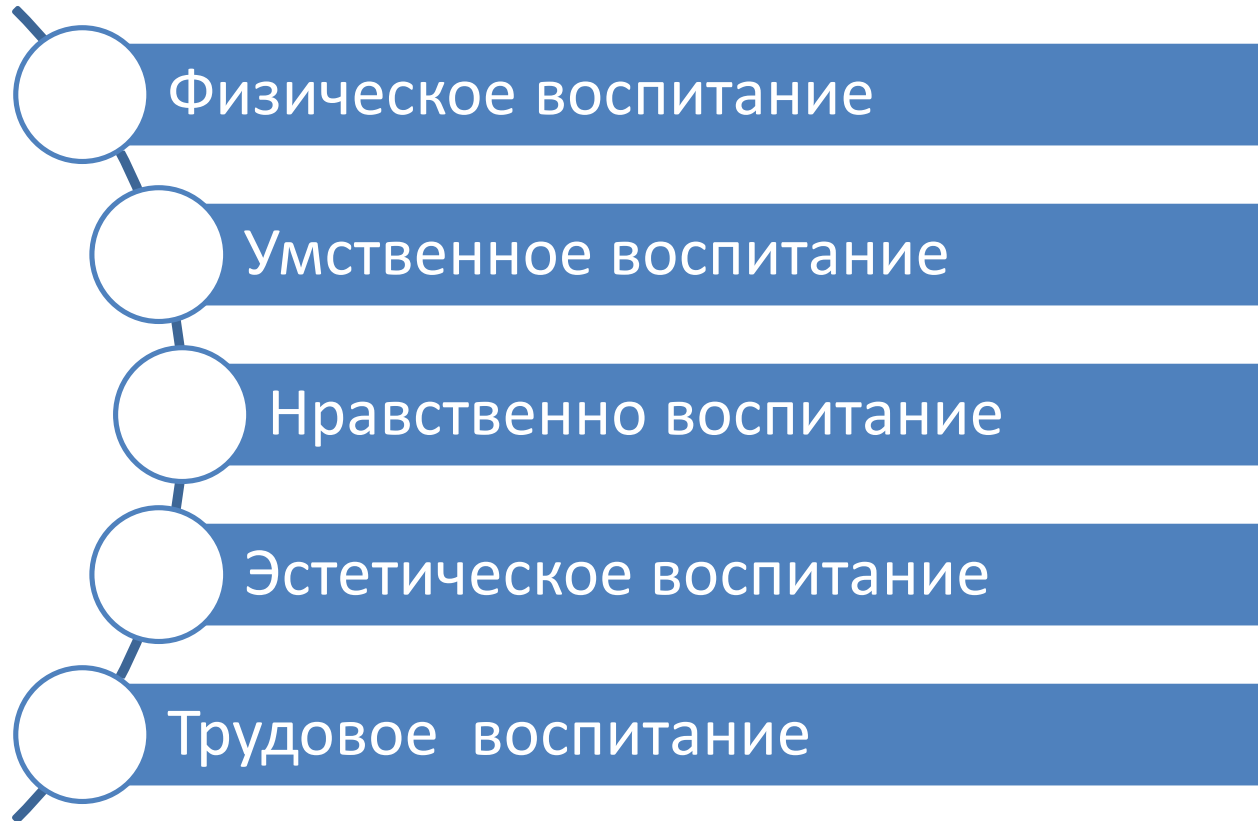 Физическое воспитание
Умственное воспитание
Нравственно воспитание
Эстетическое воспитание
Трудовое  воспитание